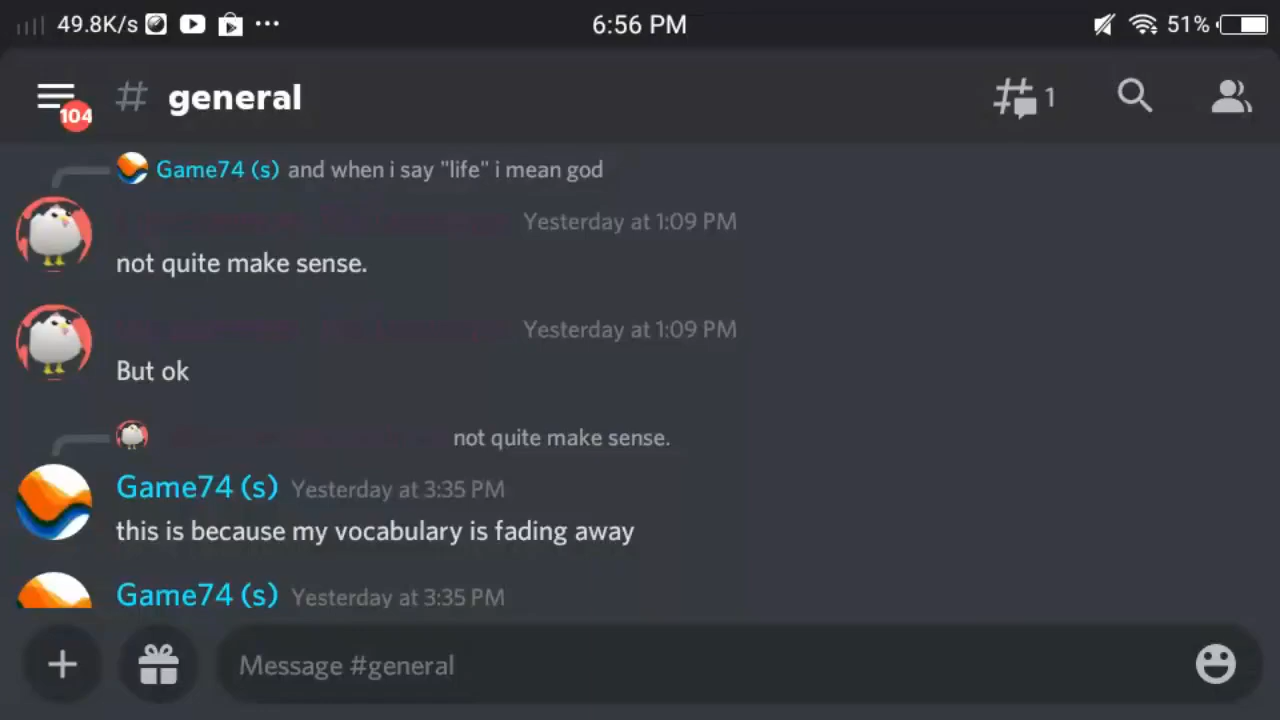 49.8K/s 6:56 PM 51%
104 # general 1
Game74 (s) and when i say "life" i mean god
Yesterday at 1:09 PM
not quite make sense.
Yesterday at 1:09 PM
But ok
not quite make sense.
Game74 (s) Yesterday at 3:35 PM
this is because my vocabulary is fading away
Game74 (s) Yesterday at 3:35 PM
Message #general